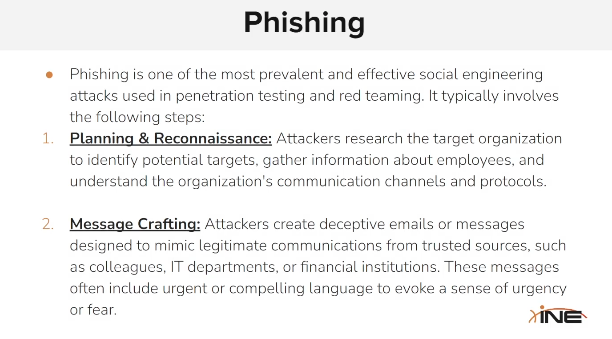 Phishing
● Phishing is one of the most prevalent and effective social engineering
attacks used in penetration testing and red teaming. It typically involves
the following steps:
1. Planning & Reconnaissance: Attackers research the target organization
to identify potential targets, gather information about employees, and
understand the organization's communication channels and protocols.
2. Message Crafting: Attackers create deceptive emails or messages
designed to mimic legitimate communications from trusted sources, such
as colleagues, IT departments, or financial institutions. These messages
often include urgent or compelling language to evoke a sense of urgency
or fear.
INE